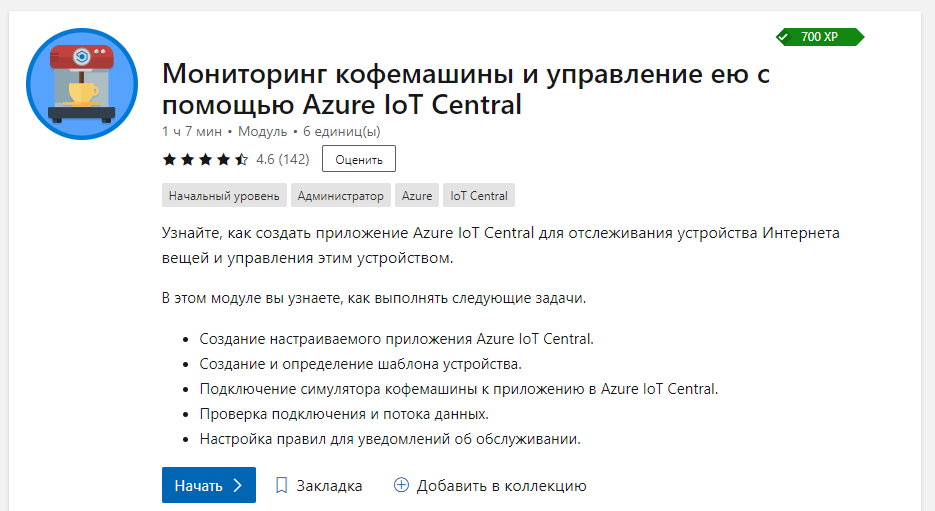 700 XP
Мониторинг кофемашины и управление ею с
помощью Azure IoT Central
1 ч 7 мин • Модуль • 6 единиц(ы)
4.6 (142) Оценить
Начальный уровень Администратор Azure IoT Central
Узнайте, как создать приложение Azure IoT Central для отслеживания устройства Интернета
вещей и управления этим устройством.
В этом модуле вы узнаете, как выполнять следующие задачи.
• Создание настраиваемого приложения Azure IoT Central.
• Создание и определение шаблона устройства.
• Подключение симулятора кофемашины к приложению в Azure IoT Central.
• Проверка подключения и потока данных.
• Настройка правил для уведомлений об обслуживании.
Начать Закладка Добавить в коллекцию